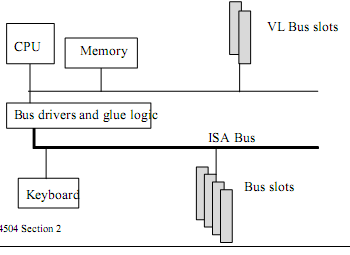 VL Bus slots
CPU
Memory
Bus drivers and glue logic
ISA Bus
Keyboard
Bus slots
4504 Section 2